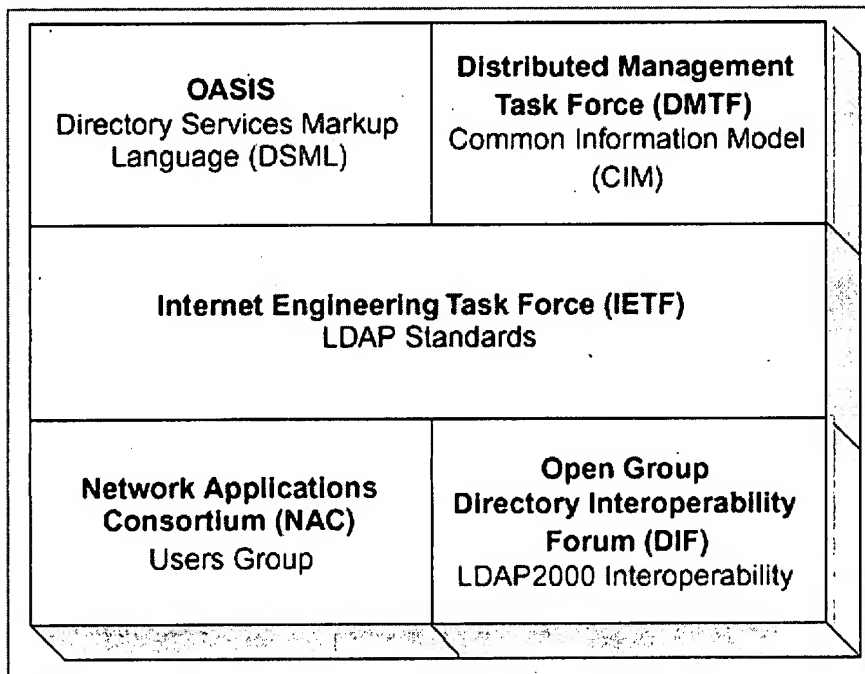 OASIS
Directory Services Markup
Language (DSML)
Distributed Management
Task Force (DMTF)
Common Information Model
(CIM)
Internet Engineering Task Force (IETF)
LDAP Standards
Network Applications
Consortium (NAC)
Users Group
Open Group
Directory Interoperability
Forum (DIF)
LDAP2000 Interoperability